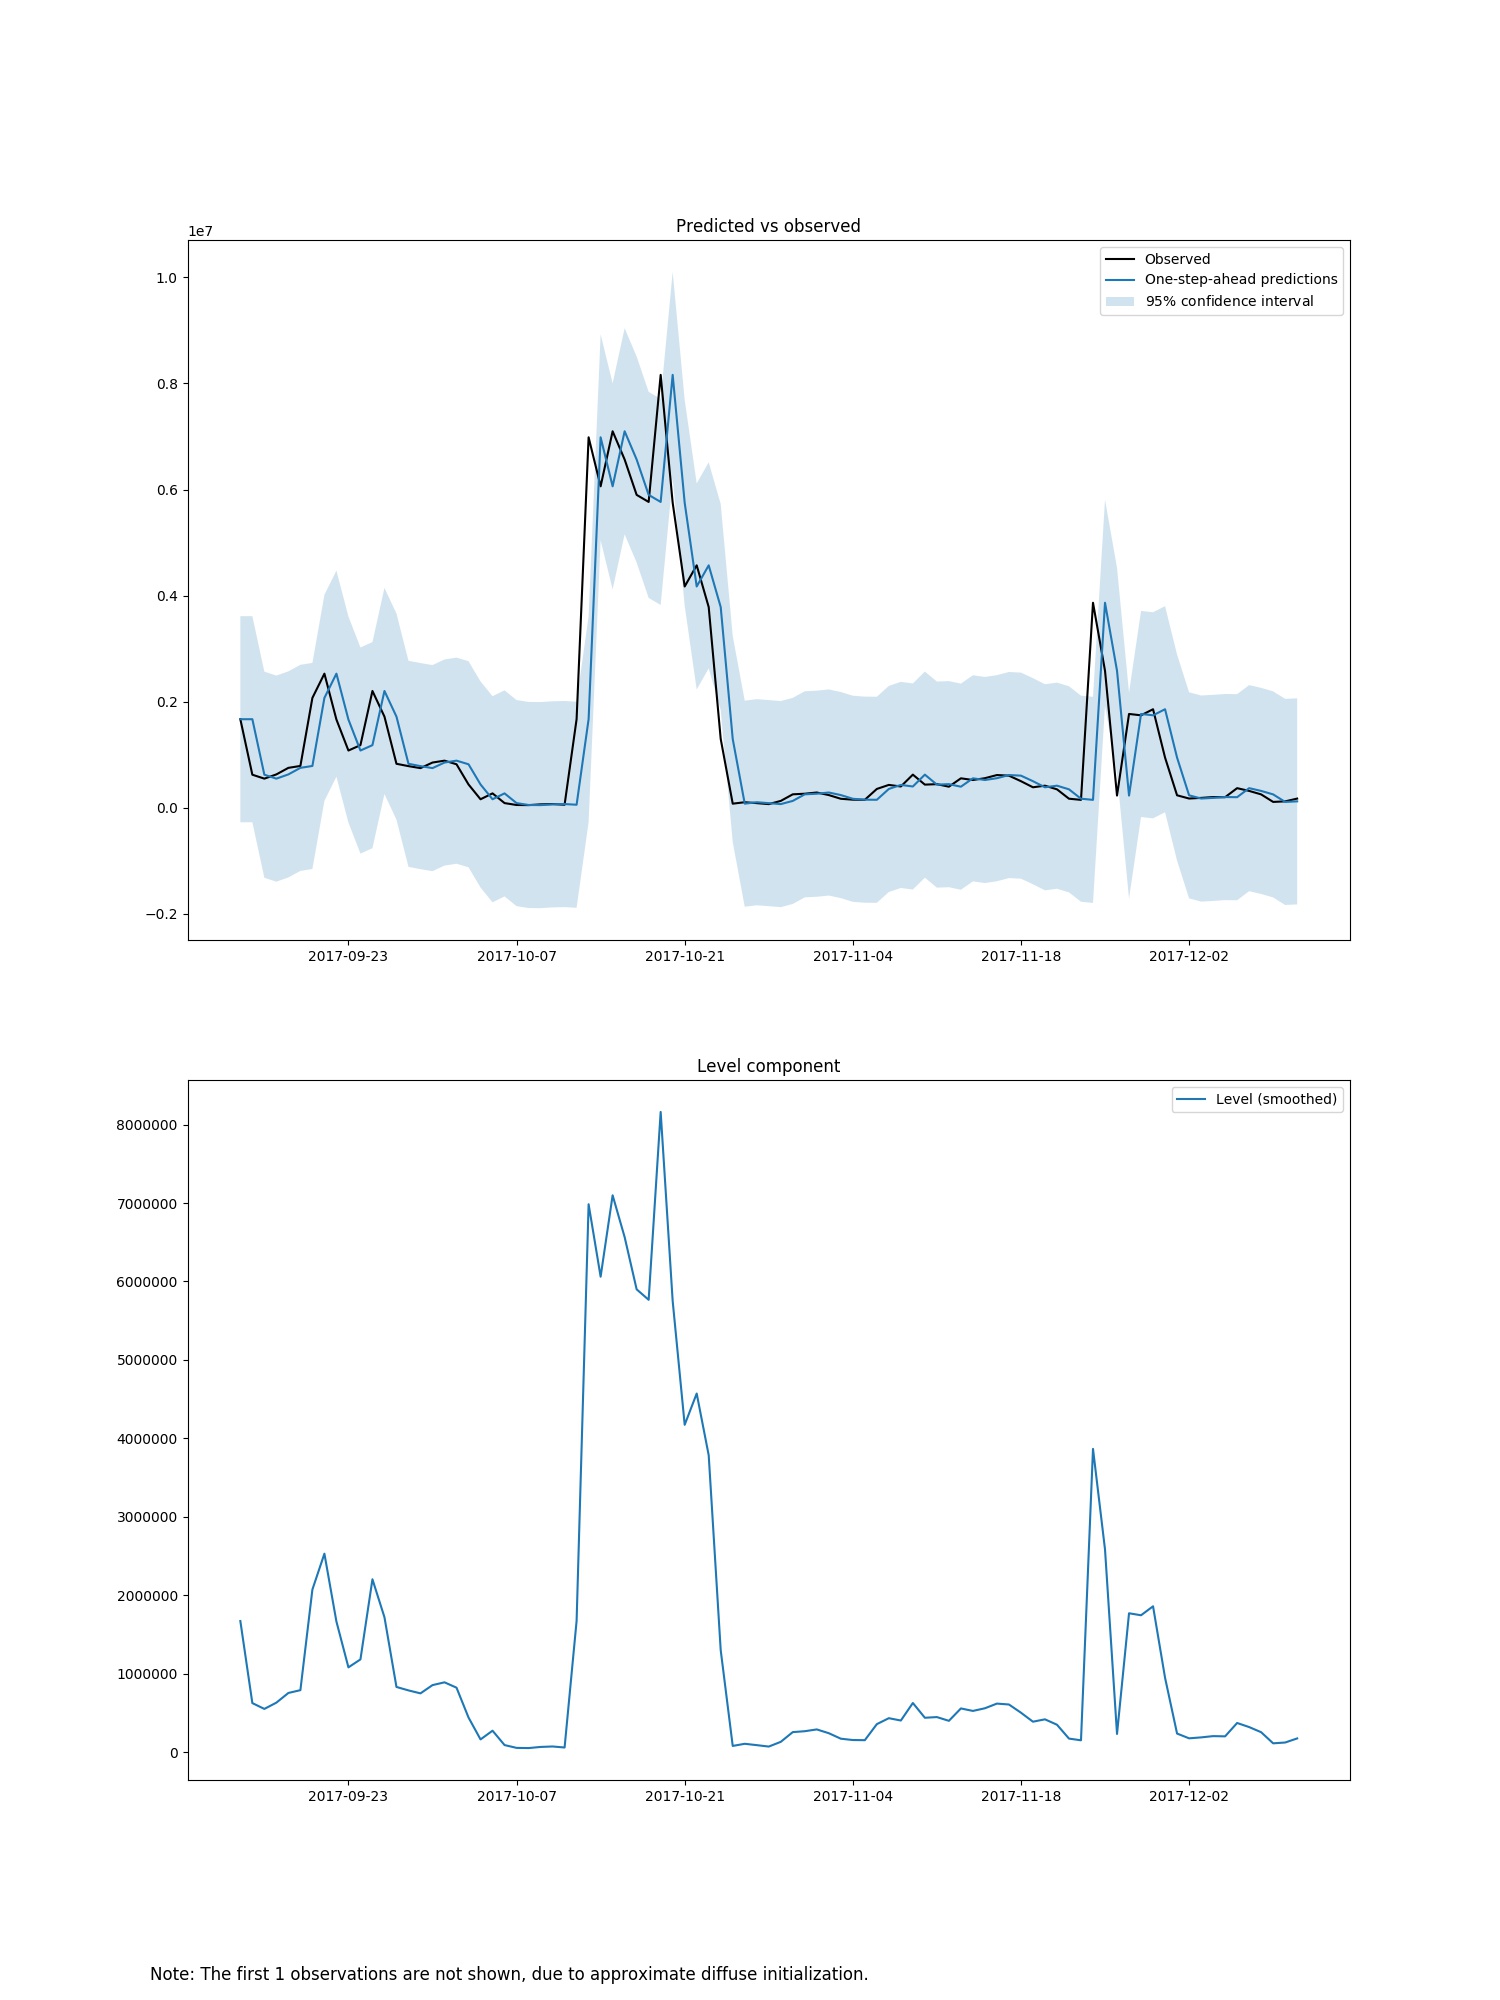 Predicted vs observed
1e7
Observed
One-step-ahead predictions
95% confidence interval
1.0
0.8
0.6
0.4
0.2
0.0
−0.2
2017-09-23 2017-10-07 2017-10-21 2017-11-04 2017-11-18 2017-12-02
Level component
Level (smoothed)
8000000
7000000
6000000
5000000
4000000
3000000
2000000
1000000
0
2017-09-23 2017-10-07 2017-10-21 2017-11-04 2017-11-18 2017-12-02
Note: The first 1 observations are not shown, due to approximate diffuse initialization.